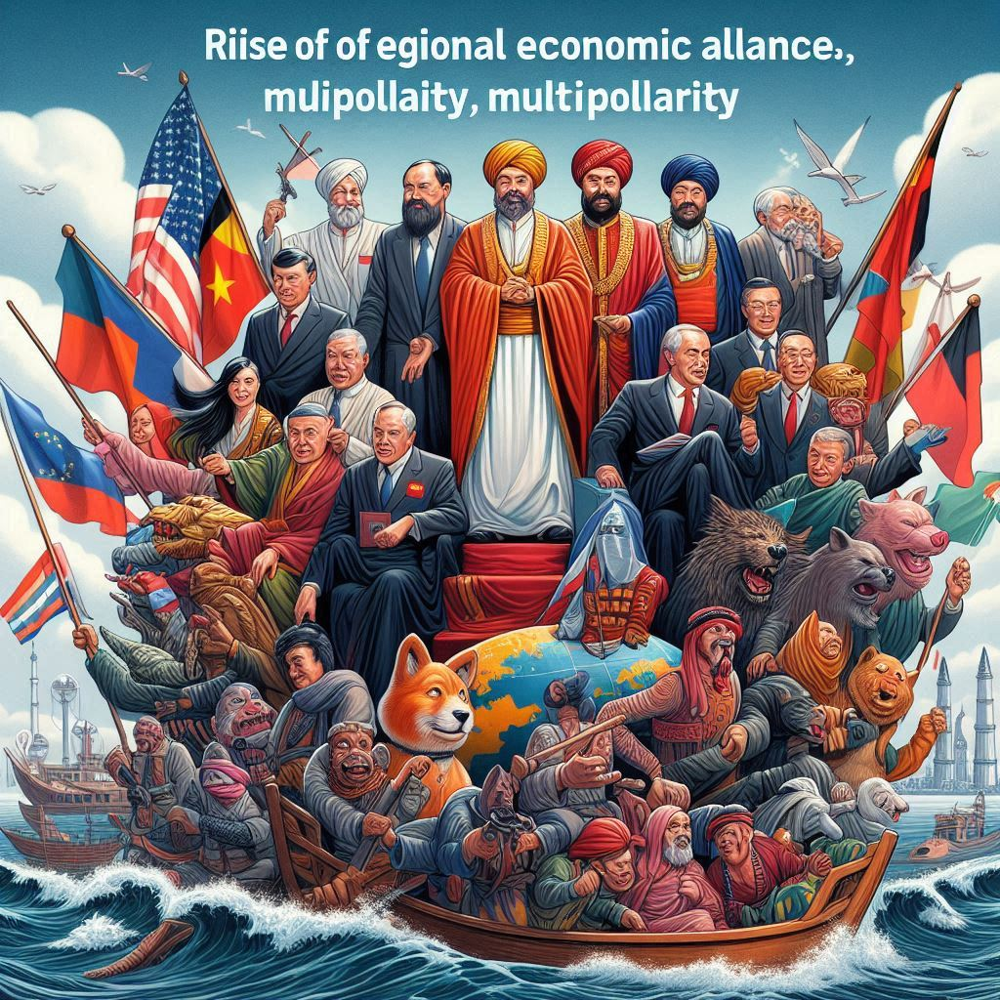 Riise of of egional economic allance.,
mulipollaity, multipollarity